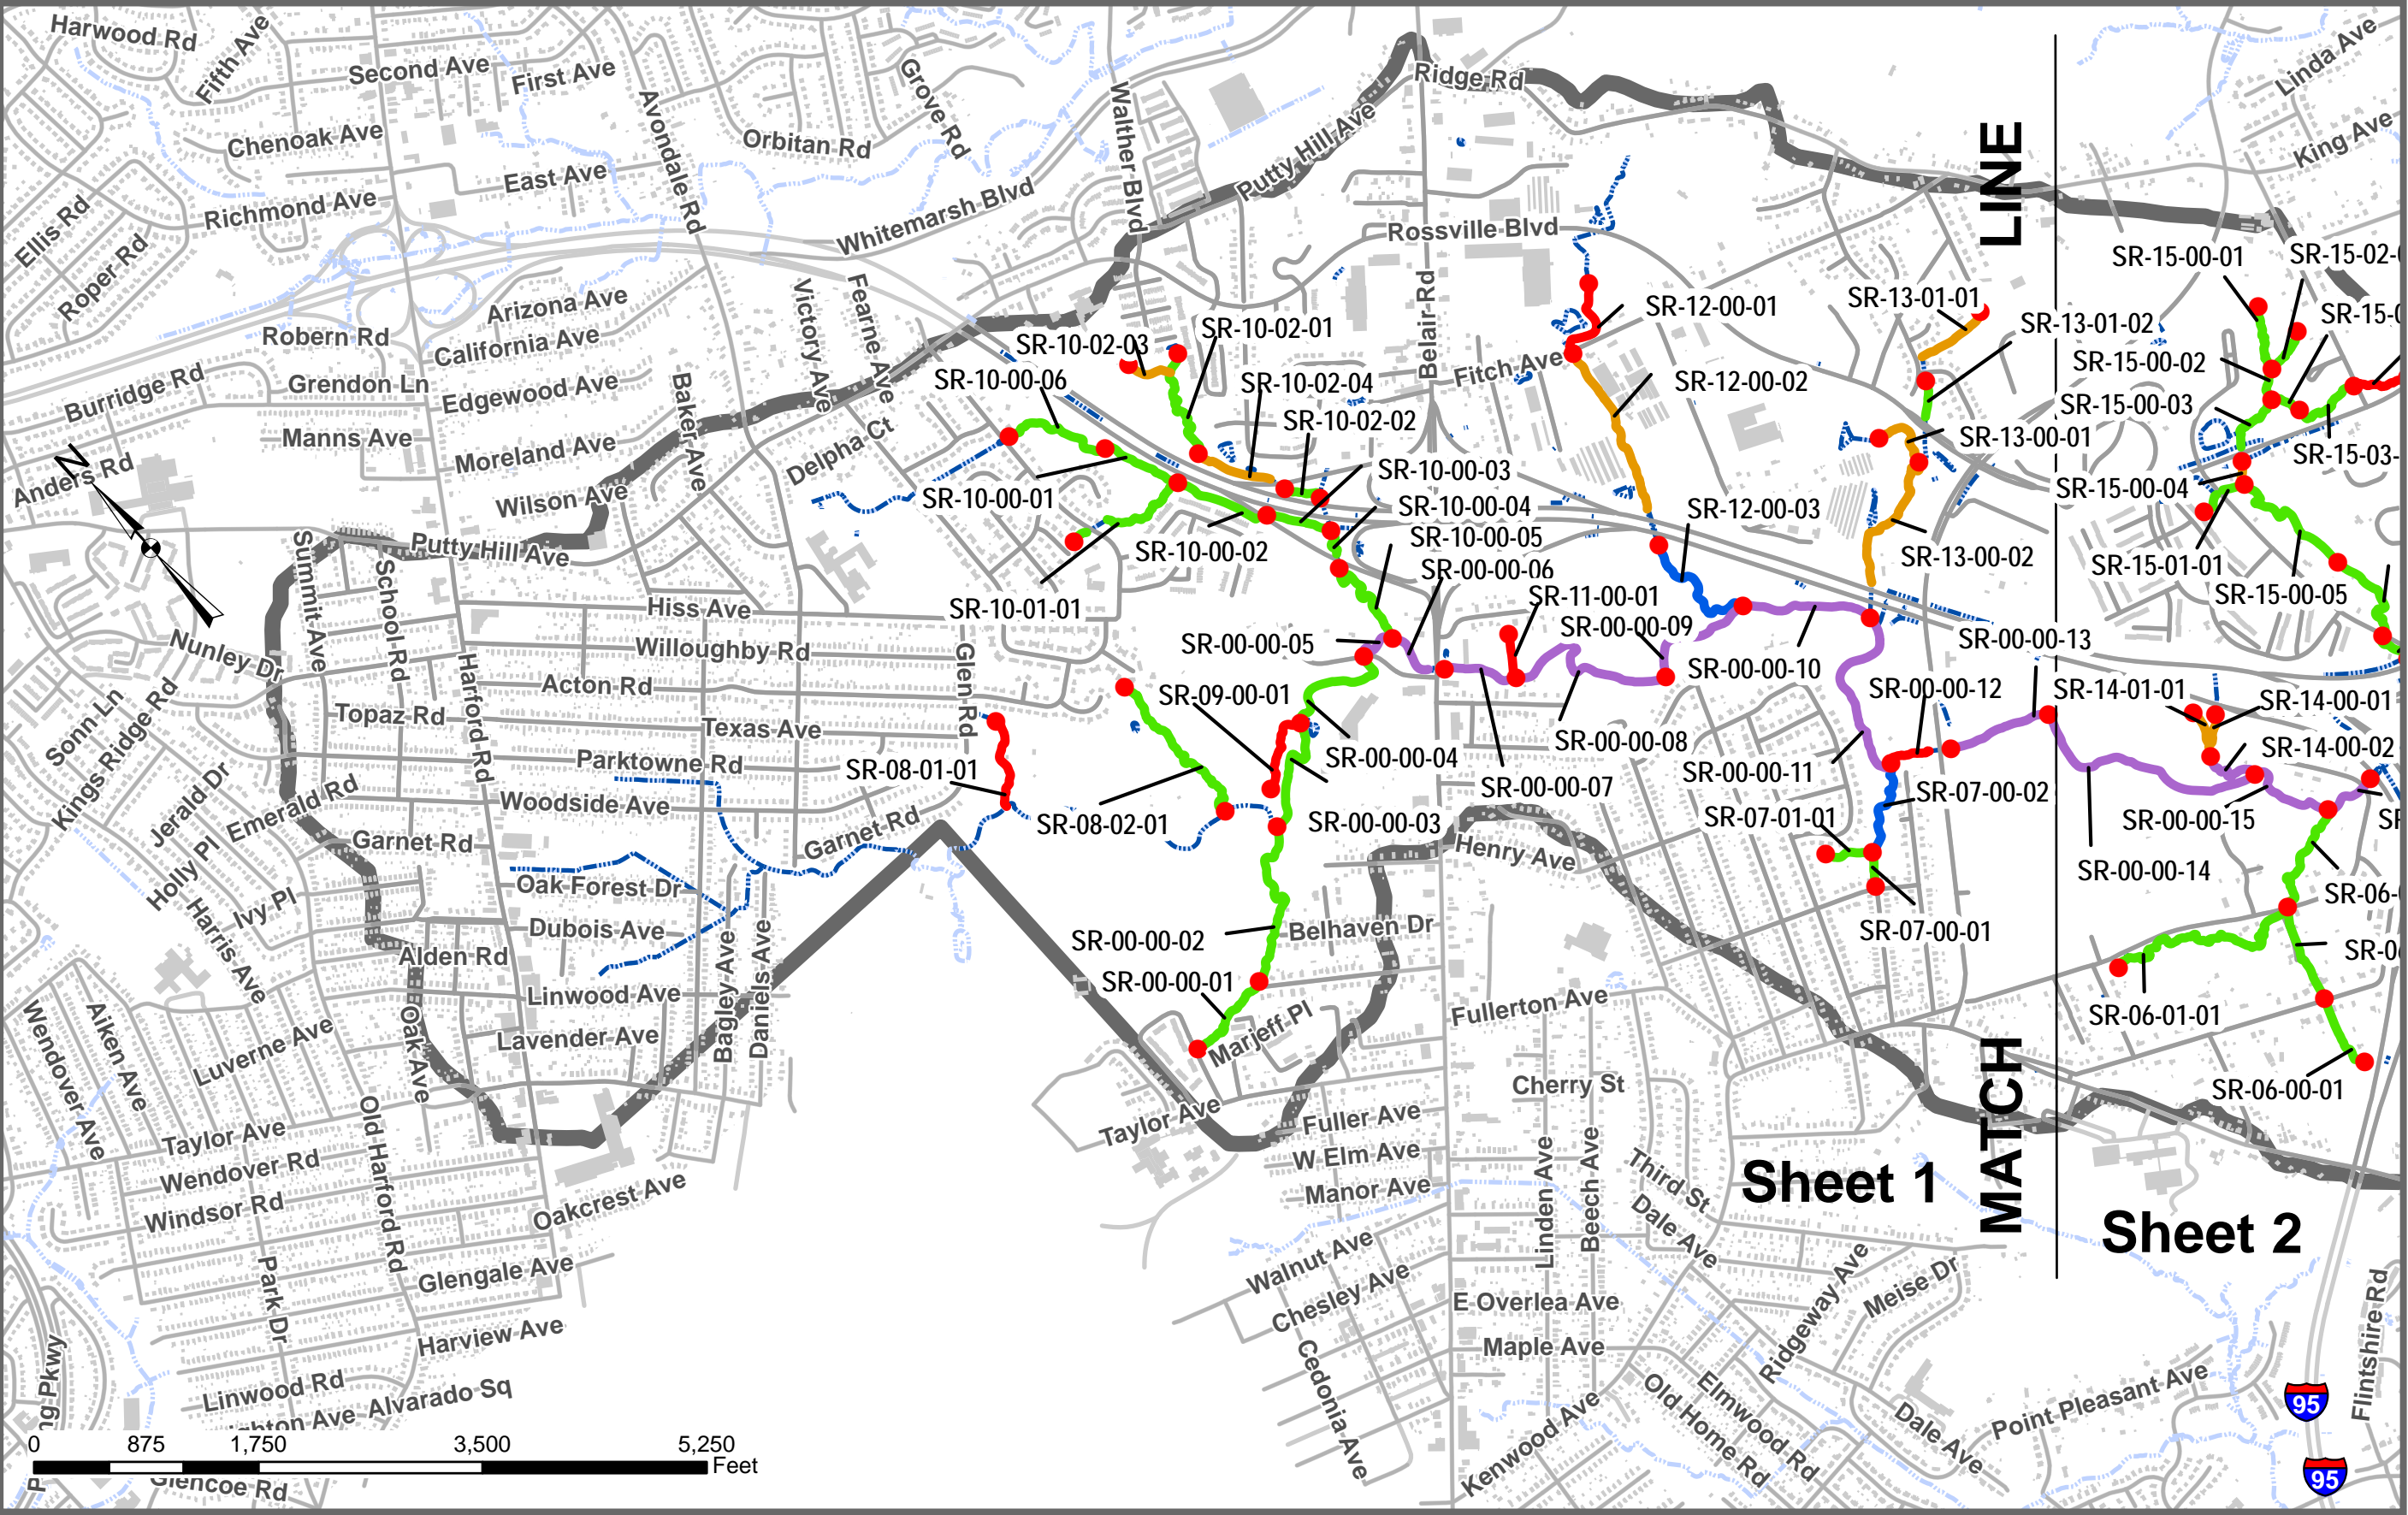 Harwood Rd
Fifth Ave
Second Ave
First Ave
Grove Rd
Walther Blvd
Ridge Rd
Linda Ave
Chenoak Ave
Avondale Rd
Orbitan Rd
Putty Hill Ave
King Ave
East Ave
LINE
Ellis Rd
Richmond Ave
Whitemarsh Blvd
Rossville Blvd
Roper Rd
SR-15-00-01
SR-15-02-
Arizona Ave
Victory Ave
Fearne Ave
Belair Rd
SR-12-00-01
SR-13-01-01
SR-13-01-02
SR-15-0
Robern Rd
California Ave
SR-10-02-03
SR-10-02-01
Fitch Ave
SR-15-00-02
Burridge Rd
Grendon Ln
Edgewood Ave
Baker Ave
SR-10-00-06
SR-10-02-04
SR-12-00-02
SR-15-00-03
Manns Ave
Moreland Ave
Delpha Ct
SR-10-02-02
SR-13-00-01
SR-15-03-
N
Anders Rd
Wilson Ave
SR-10-00-01
SR-10-00-03
SR-15-00-04
SR-10-00-04
SR-12-00-03
Summit Ave
School Rd
Putty Hill Ave
SR-10-00-02
SR-10-00-05
SR-13-00-02
SR-15-01-01
SR-00-00-06
SR-15-00-05
Hiss Ave
SR-10-01-01
SR-11-00-01
SR-00-00-09
Nunley Dr
Willoughby Rd
Glen Rd
SR-00-00-05
SR-00-00-10
SR-00-00-13
Sonn Ln
Kings Ridge Rd
Harford Rd
Acton Rd
SR-09-00-01
SR-00-00-12
SR-14-01-01
SR-14-00-01
Topaz Rd
Texas Ave
SR-00-00-04
SR-00-00-08
SR-14-00-02
Parktowne Rd
SR-08-01-01
SR-00-00-07
SR-00-00-11
Jerald Dr
Emerald Rd
Woodside Ave
SR-07-00-02
Garnet Rd
Garnet Rd
SR-08-02-01
SR-00-00-03
SR-07-01-01
SR-00-00-15
Henry Ave
SR-00-00-14
Holly Pl
Ivy Pl
Harris Ave
Oak Forest Dr
SR-06-
Dubois Ave
SR-00-00-02
Belhaven Dr
SR-07-00-01
Alden Rd
Bagley Ave
Daniels Ave
SR-00-00-01
Linwood Ave
Fullerton Ave
SR-06-01-01
Wendover Ave
Aiken Ave
Luverne Ave
Oak Ave
Lavender Ave
Marjeff Pl
MATCH
Cherry St
SR-06-00-01
Taylor Ave
Old Harford Rd
Taylor Ave
Fuller Ave
Wendover Rd
W Elm Ave
Linden Ave
Beech Ave
Third St
Sheet 1
Manor Ave
Windsor Rd
Oakcrest Ave
Dale Ave
Sheet 2
Park Dr
Glengale Ave
Walnut Ave
Chesley Ave
E Overlea Ave
Ridgeway Ave
Meise Dr
Flintshire Rd
Harview Ave
Cedonia Ave
Maple Ave
Linwood Rd
Alvarado Sq
Kenwood Ave
Old Home Rd
Elmwood Rd
Dale Ave
Point Pleasant Ave
95
95
ng Pkwy
0 875 1,750 3,500 5,250
Feet
Glencoe Rd